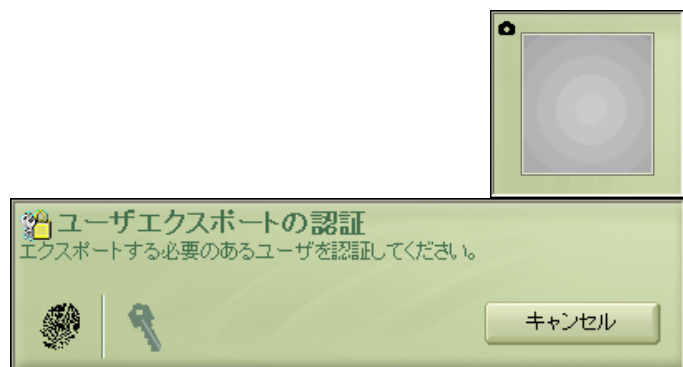 ユーザエクスポートの認証
エクスポートする必要のあるユーザを認証してください。
キャンセル